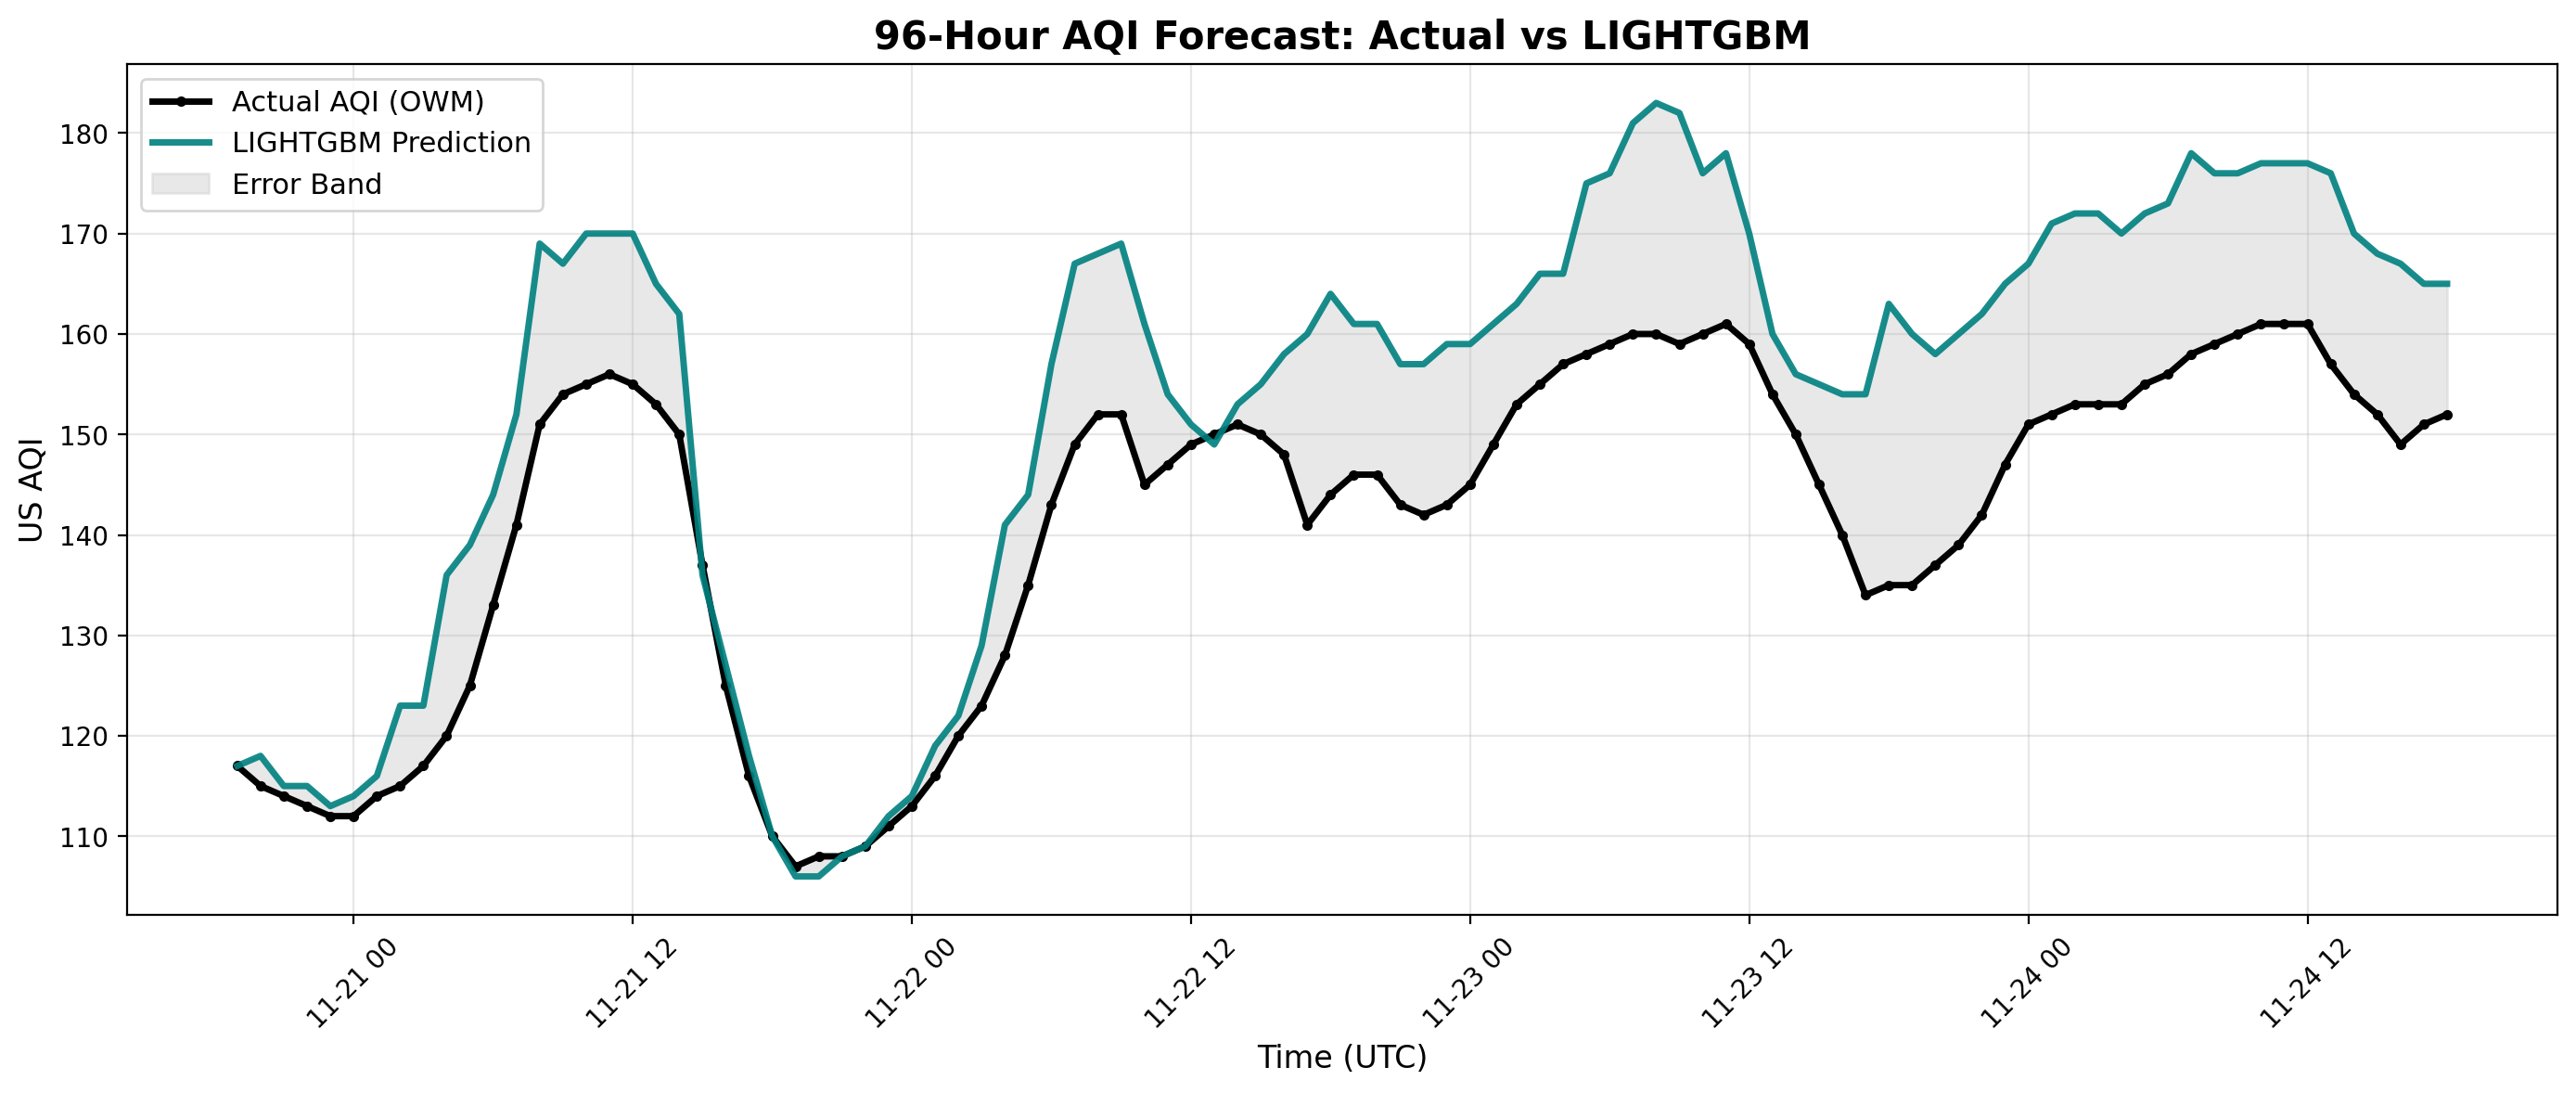 96-Hour AQI Forecast: Actual vs LIGHTGBM
Actual AQI (OWM)
LIGHTGBM Prediction
Error Band
US AQI
180
170
160
150
140
130
120
110
11-21 00
11-21 12
11-22 00
11-22 12
11-23 00
11-23 12
11-24 00
11-24 12
Time (UTC)